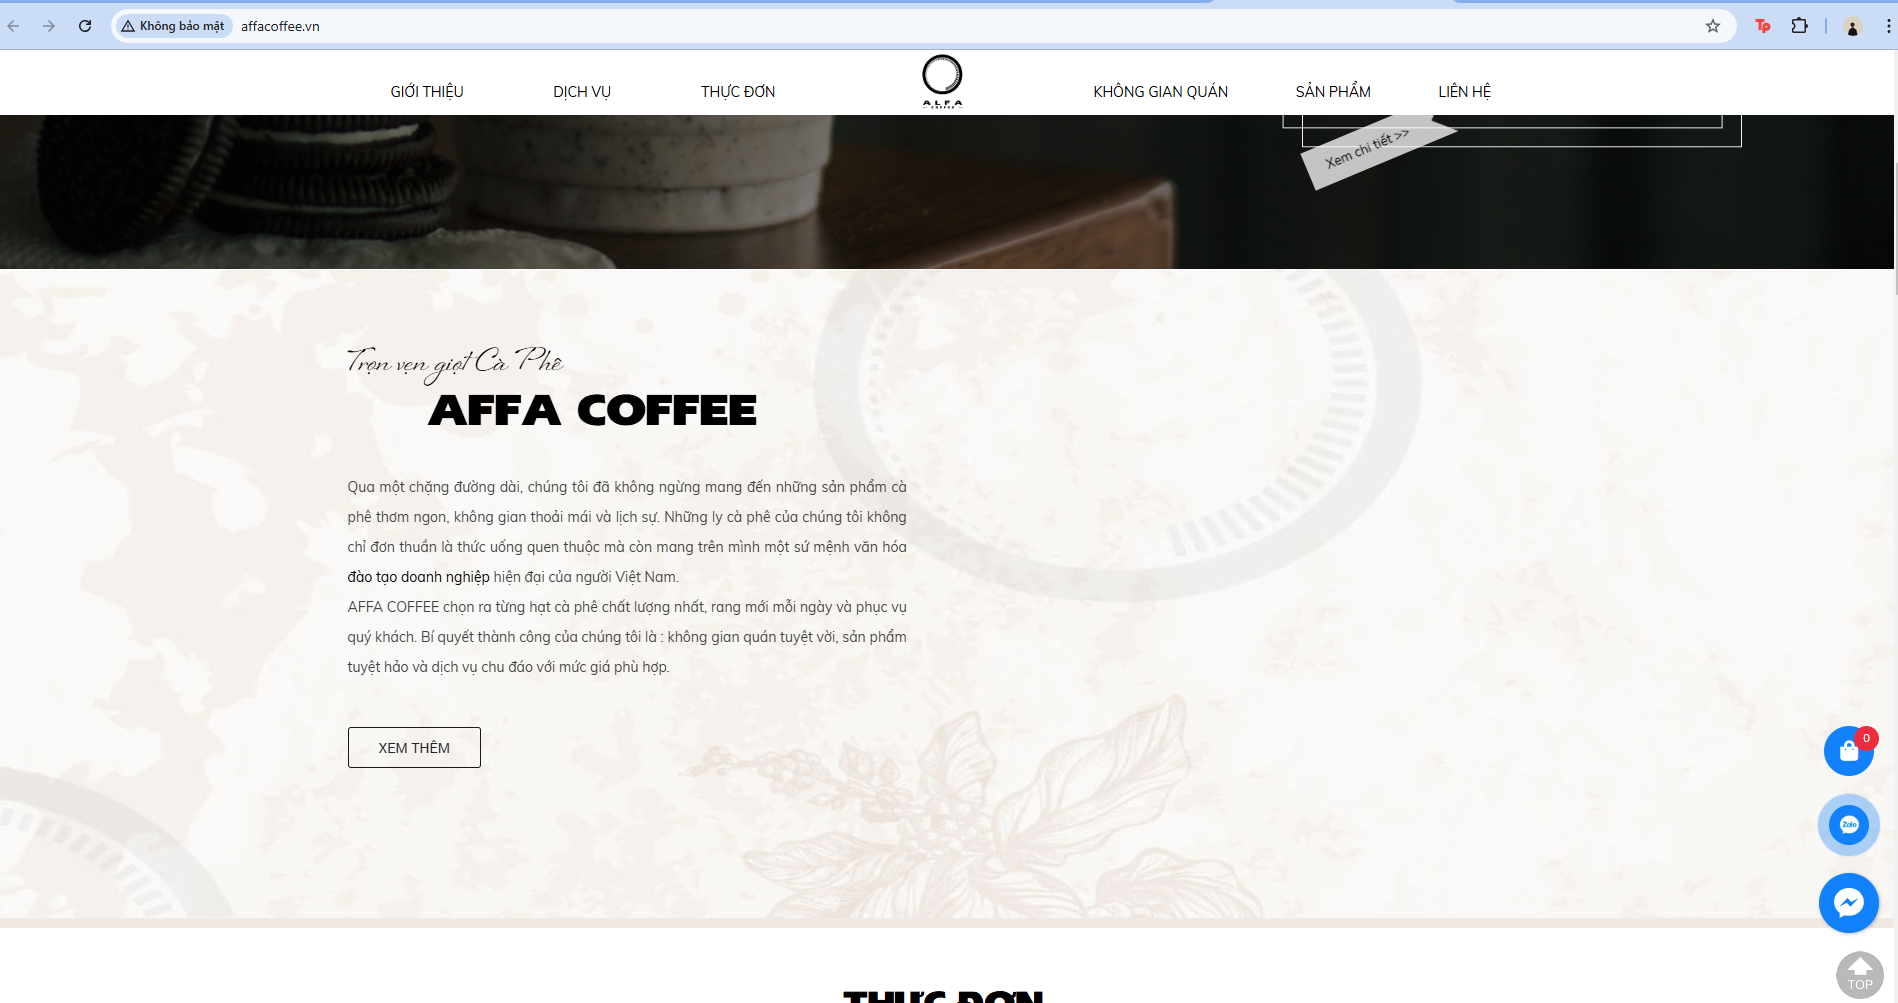 Không bảo mật
affacoffee.vn
GIỚI THIỆU
DỊCH VỤ
THỰC ĐƠN
ALFA
COFFEE
KHÔNG GIAN QUÁN
SẢN PHẨM
LIÊN HỆ
Xem chi tiết >>
Trọn vẹn giọt Cà Phê
AFFA COFFEE
Qua một chặng đường dài, chúng tôi đã không ngừng mang đến những sản phẩm cà
phê thơm ngon, không gian thoải mái và lịch sự. Những ly cà phê của chúng tôi không
chỉ đơn thuần là thức uống quen thuộc mà còn mang trên mình một sứ mệnh văn hóa
đào tạo doanh nghiệp hiện đại của người Việt Nam.
AFFA COFFEE chọn ra từng hạt cà phê chất lượng nhất, rang mới mỗi ngày và phục vụ
quý khách. Bí quyết thành công của chúng tôi là : không gian quán tuyệt vời, sản phẩm
tuyệt hảo và dịch vụ chu đáo với mức giá phù hợp.
XEM THÊM
0
Zalo
TOP
THỰC ĐƠN